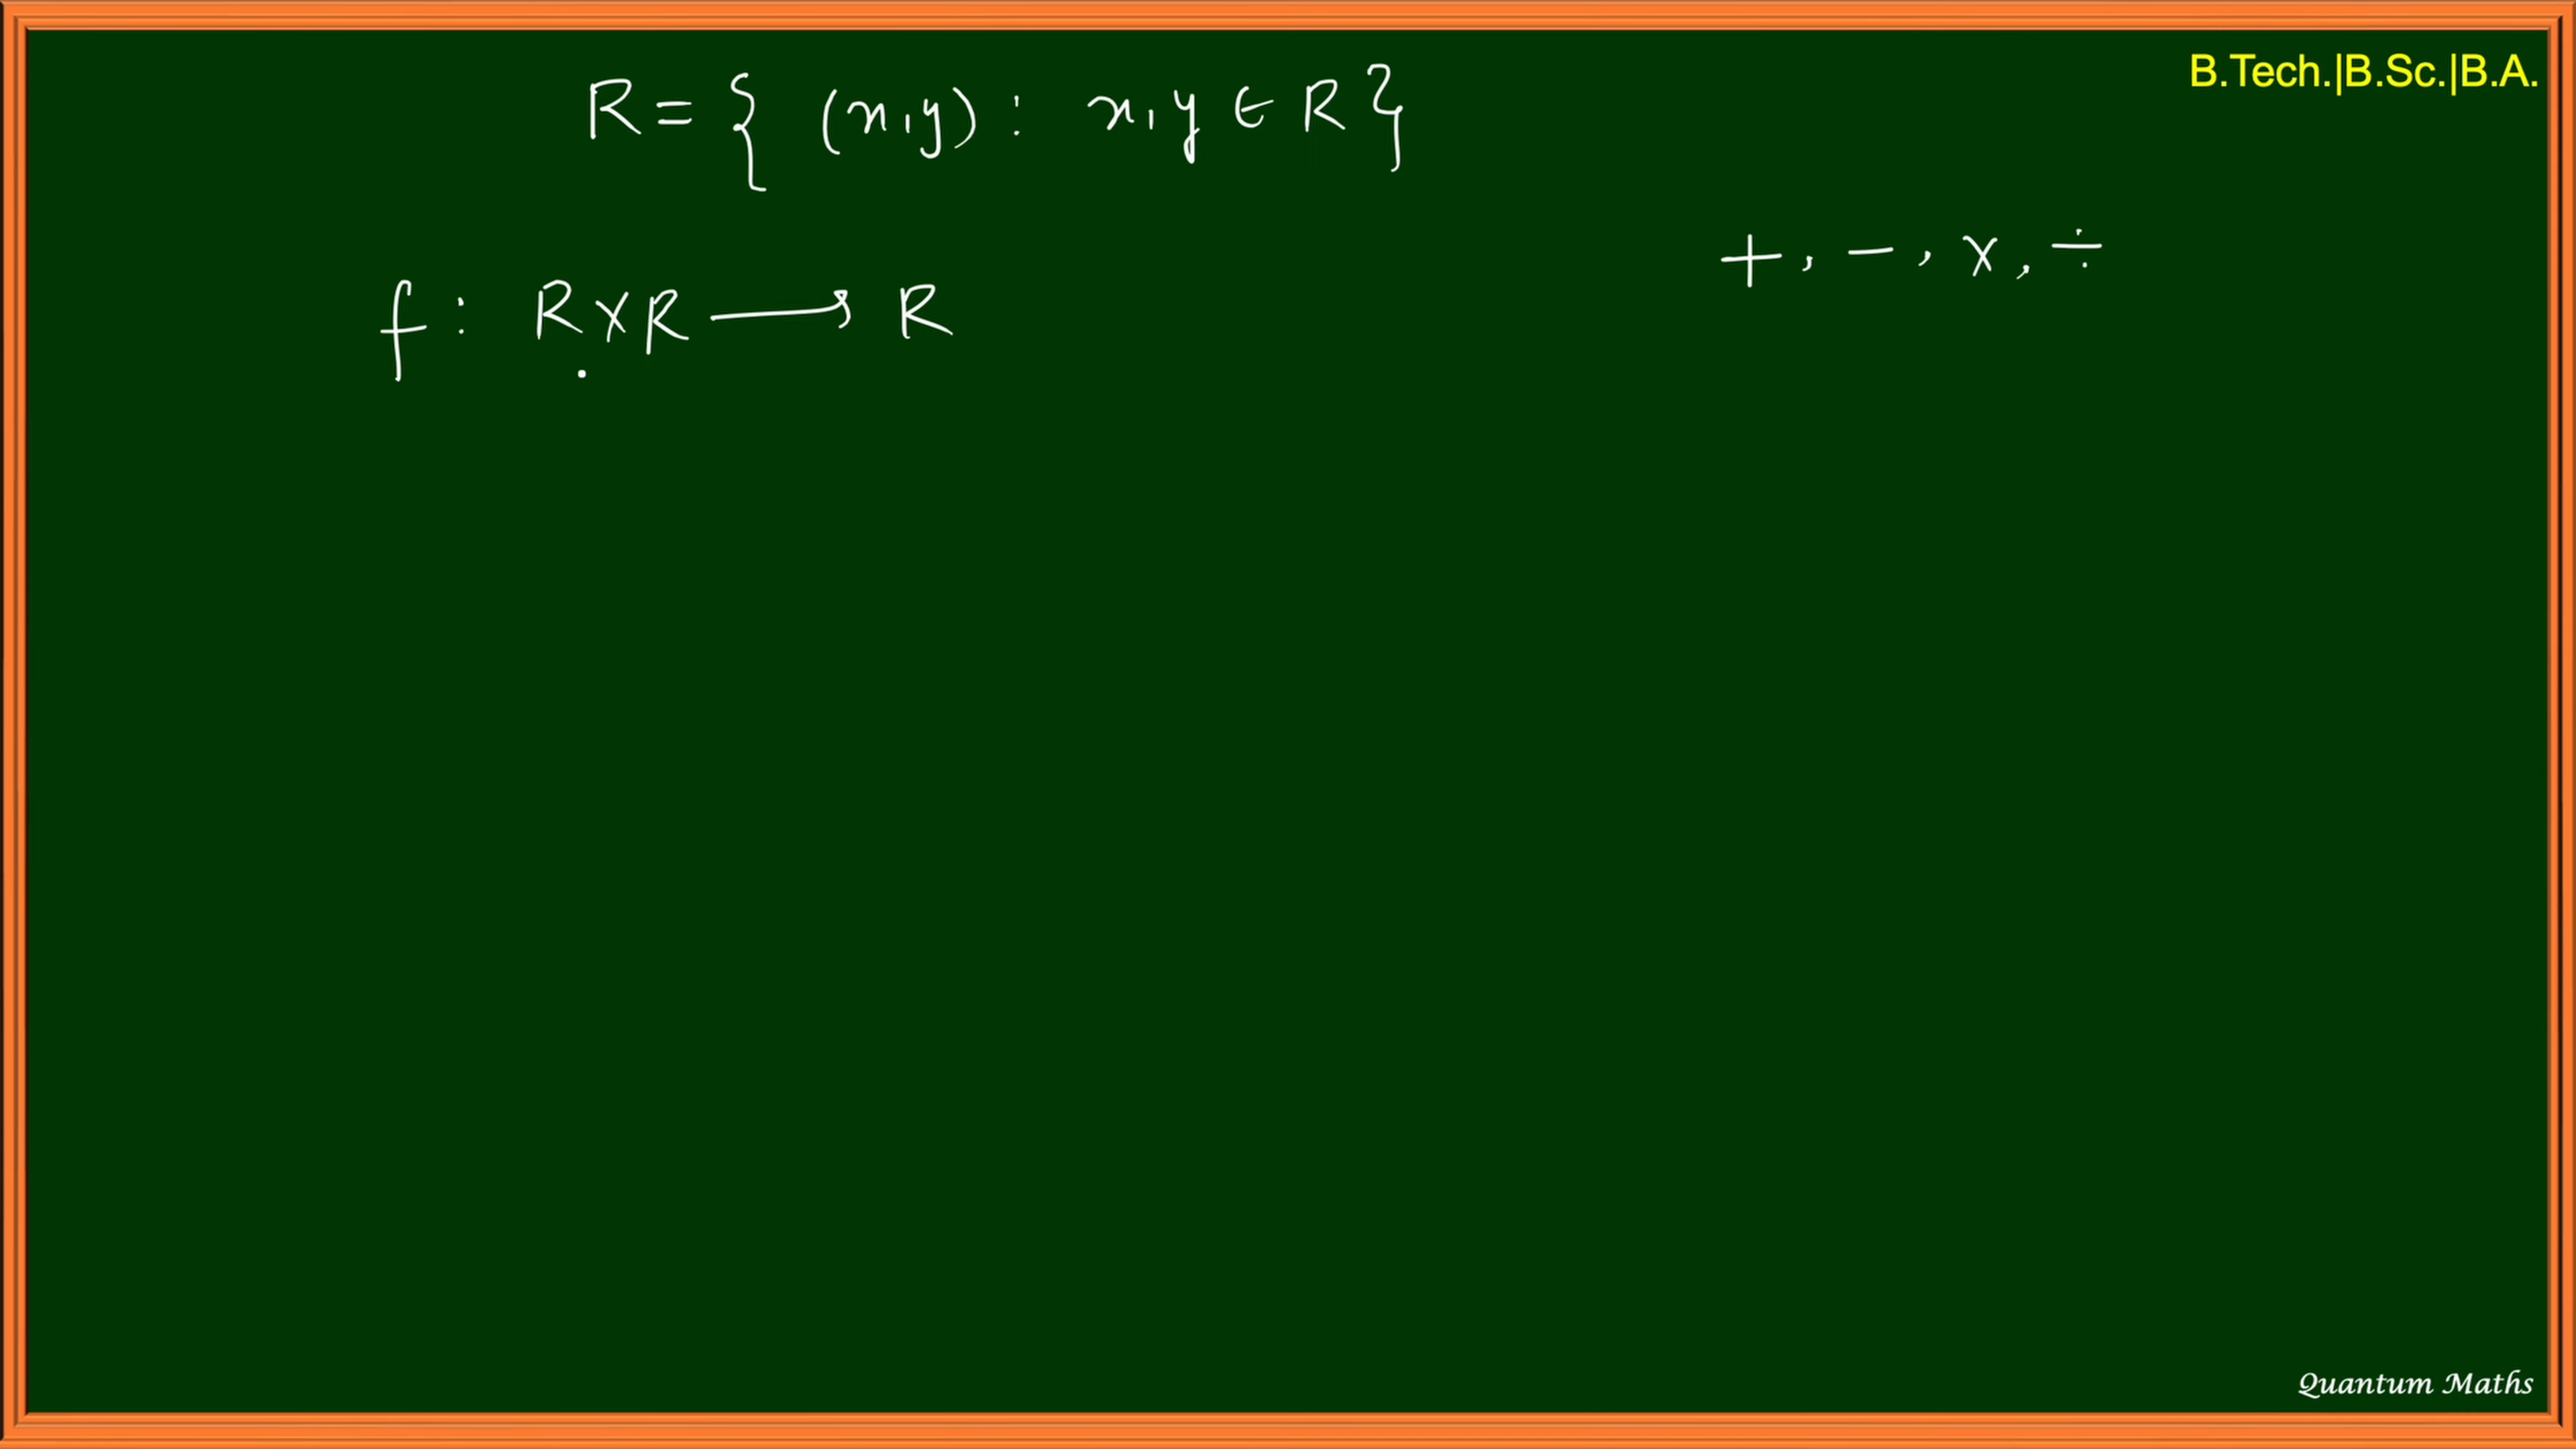 B.Tech.|B.Sc.|B.A.
R = { (x, y) : x, y ∈ R }
+, -, x, ÷
f : R x R ⟶ R
Quantum Maths